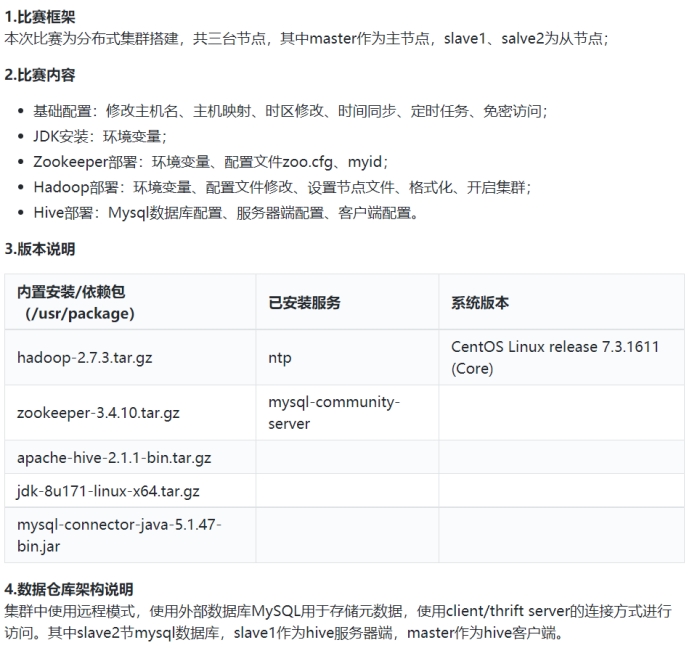 1.比赛框架
本次比赛为分布式集群搭建，共三台节点，其中master作为主节点，slave1、salve2为从节点；
2.比赛内容
• 基础配置：修改主机名、主机映射、时区修改、时间同步、定时任务、免密访问；
• JDK安装：环境变量；
• Zookeeper部署：环境变量、配置文件zoo.cfg、myid；
• Hadoop部署：环境变量、配置文件修改、设置节点文件、格式化、开启集群；
• Hive部署：Mysql数据库配置、服务器端配置、客户端配置。
3.版本说明
内置安装/依赖包
（/usr/package）
已安装服务
系统版本
hadoop-2.7.3.tar.gz
ntp
CentOS Linux release 7.3.1611
(Core)
zookeeper-3.4.10.tar.gz
mysql-community-
server
apache-hive-2.1.1-bin.tar.gz
jdk-8u171-linux-x64.tar.gz
mysql-connector-java-5.1.47-
bin.jar
4.数据仓库架构说明
集群中使用远程模式，使用外部数据库MySQL用于存储元数据，使用client/thrift server的连接方式进行
访问。其中slave2节mysql数据库，slave1作为hive服务器端，master作为hive客户端。